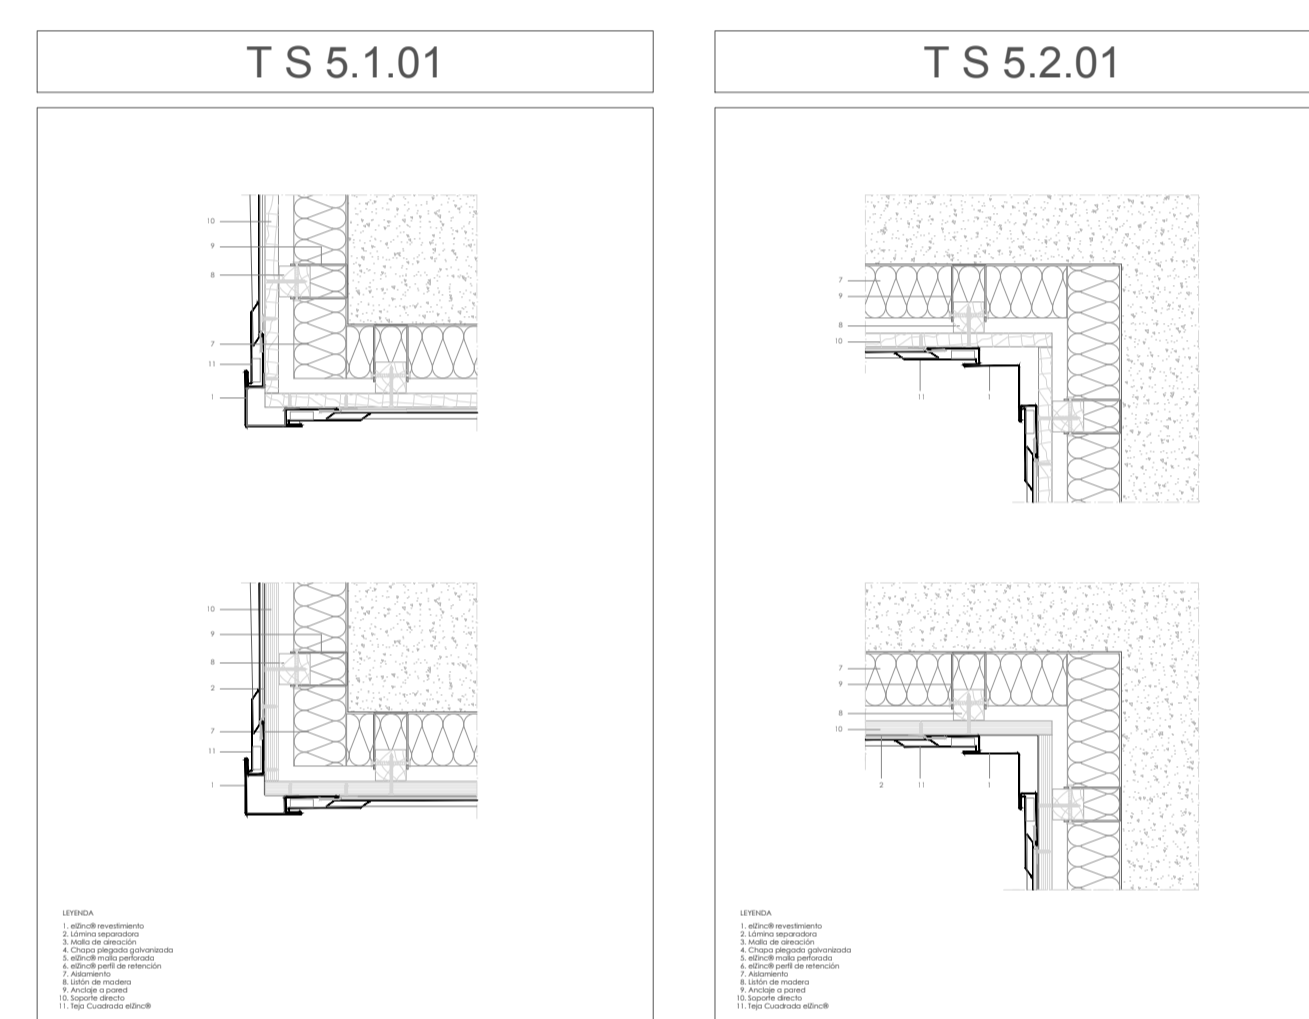 T S 5.1.01
10
9
8
7
11
1
10
9
8
2
7
11
1
LEYENDA
1. elZinc® revestimiento
2. Lámina separadora
3. Malla de aireación
4. Chapa plegada galvanizada
5. elZinc® malla perforada
6. elZinc® perfil de retención
7. Aislamiento
8. Listón de madera
9. Anclaje a pared
10. Soporte directo
11. Teja Cuadrada elZinc®
T S 5.2.01
7
9
8
10
11 1
7
9
8
10
2 11 1
LEYENDA
1. elZinc® revestimiento
2. Lámina separadora
3. Malla de aireación
4. Chapa plegada galvanizada
5. elZinc® malla perforada
6. elZinc® perfil de retención
7. Aislamiento
8. Listón de madera
9. Anclaje a pared
10. Soporte directo
11. Teja Cuadrada elZinc®